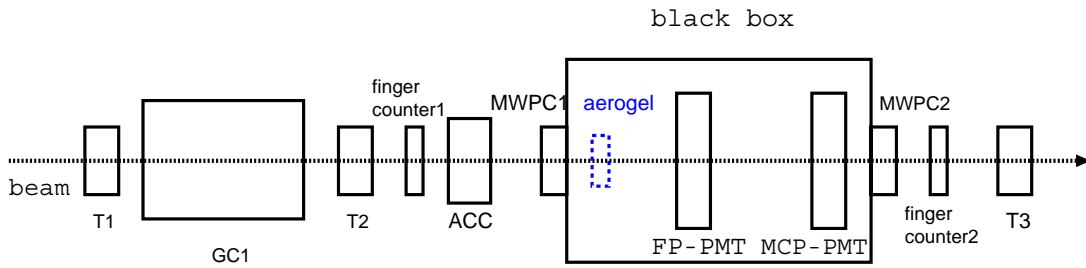 black box
finger
counter1
MWPC1
aerogel
MWPC2
beam
T1
GC1
T2
ACC
FP-PMT
MCP-PMT
finger
counter2
T3